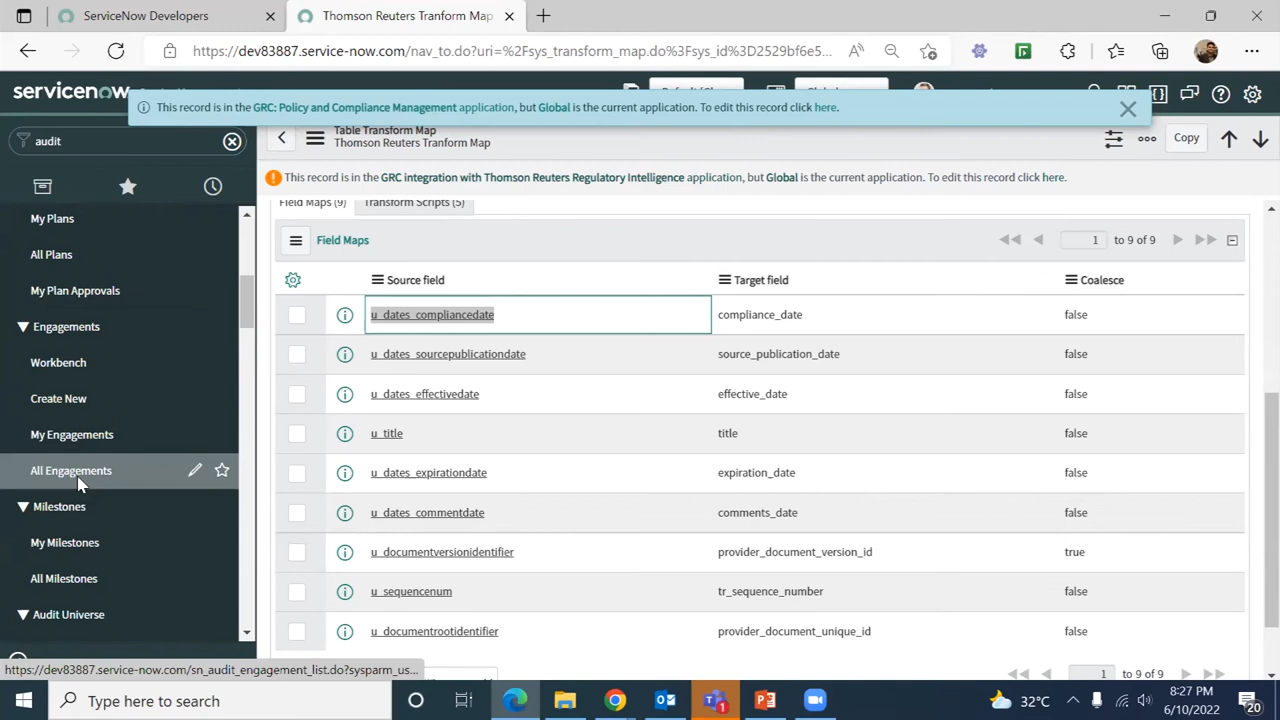 ServiceNow Developers
Thomson Reuters Tranform Map
https://dev83887.service-now.com/nav_to.do?uri=%2Fsys_transform_map.do%3Fsys_id%3D2529bf6e5...
servicenow
This record is in the GRC: Policy and Compliance Management application, but Global is the current application. To edit this record click here.
audit
Table Transform Map
Thomson Reuters Tranform Map
Copy
This record is in the GRC integration with Thomson Reuters Regulatory Intelligence application, but Global is the current application. To edit this record click here.
Field Maps (9) Transform Scripts (5)
My Plans
All Plans
My Plan Approvals
Engagements
Workbench
Create New
My Engagements
All Engagements
Milestones
My Milestones
All Milestones
Audit Universe
Field Maps 1 to 9 of 9
Source field Target field Coalesce
u_dates_compliancedate compliance_date false
u_dates_sourcepublicationdate source_publication_date false
u_dates_effectivedate effective_date false
u_title title false
u_dates_expirationdate expiration_date false
u_dates_commentdate comments_date false
u_documentversionidentifier provider_document_version_id true
u_sequencenum tr_sequence_number false
u_documentrootidentifier provider_document_unique_id false
1 to 9 of 9
https://dev83887.service-now.com/sn_audit_engagement_list.do?sysparm_us...
Type here to search
1
32°C
8:27 PM
6/10/2022
20